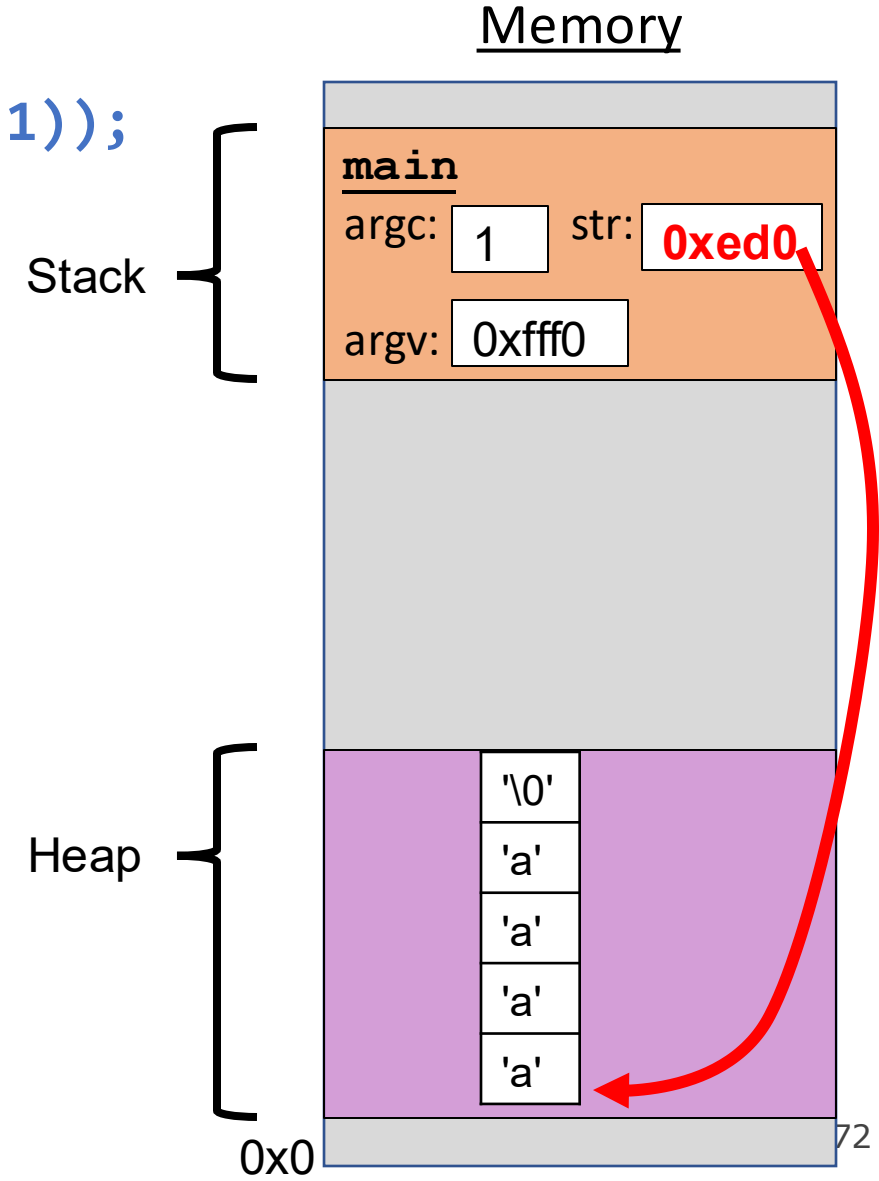 Memory
1));
main
argc: 1 str: 0xed0
Stack
argv: 0xfff0
'\0'
'a'
Heap
'a'
'a'
'a'
72
0x0